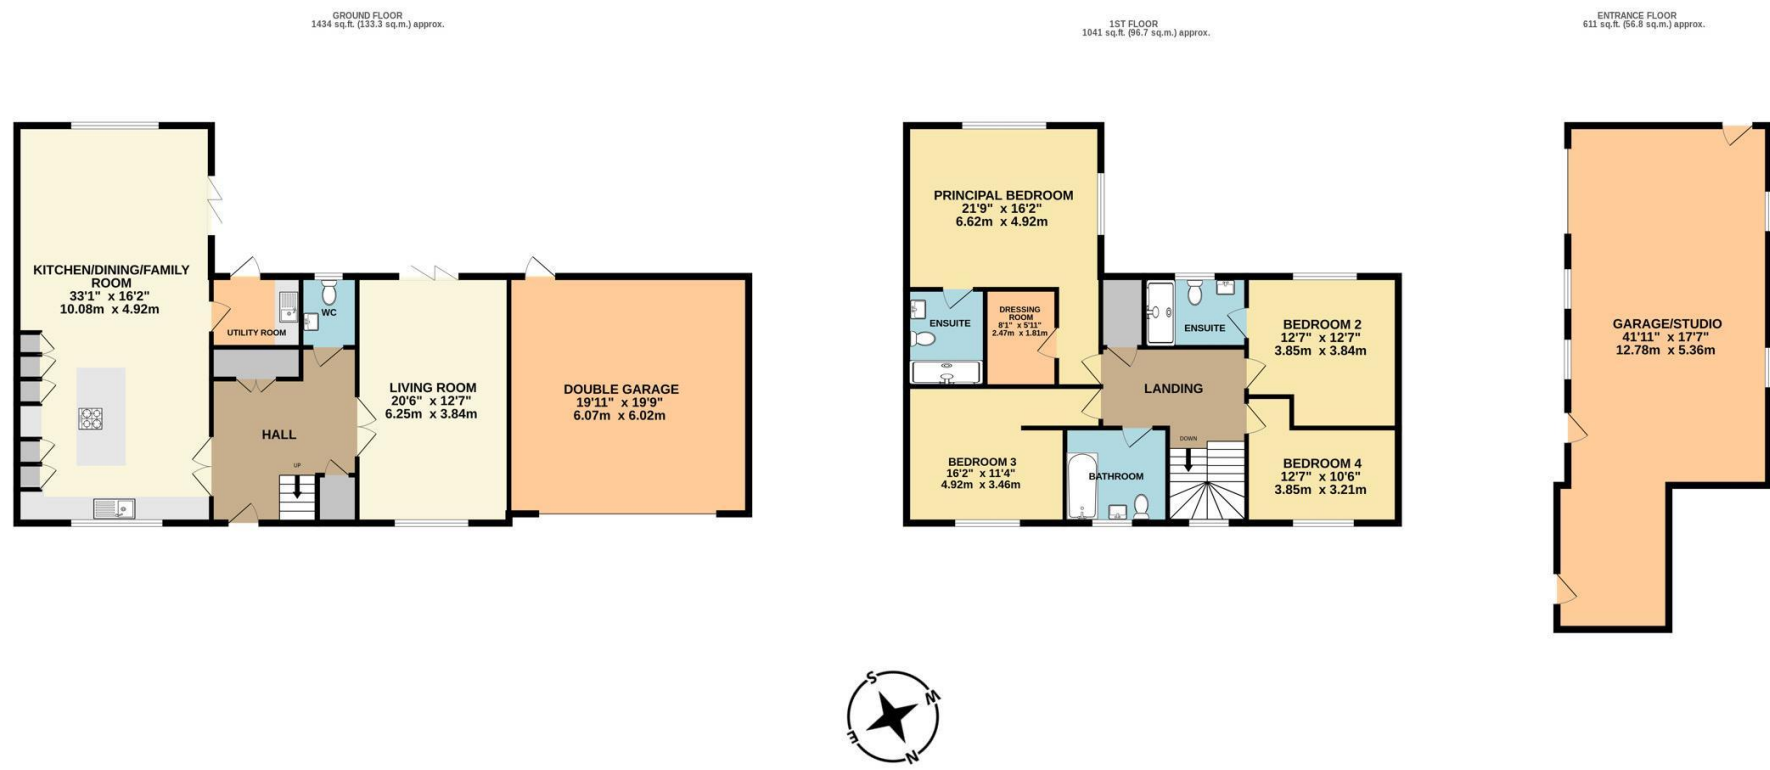 GROUND FLOOR
1434 sq.ft. (133.3 sq.m.) approx.
KITCHEN/DINING/FAMILY
ROOM
33'1" x 16'2"
10.08m x 4.92m
UTILITY ROOM
WC
HALL
UP
LIVING ROOM
20'6" x 12'7"
6.25m x 3.84m
DOUBLE GARAGE
19'11" x 19'9"
6.07m x 6.02m
1ST FLOOR
1041 sq.ft. (96.7 sq.m.) approx.
PRINCIPAL BEDROOM
21'9" x 16'2"
6.62m x 4.92m
ENSUITE
DRESSING
ROOM
8'1" x 5'11"
2.47m x 1.81m
ENSUITE
BEDROOM 2
12'7" x 12'7"
3.85m x 3.84m
LANDING
DOWN
BEDROOM 3
16'2" x 11'4"
4.92m x 3.46m
BATHROOM
BEDROOM 4
12'7" x 10'6"
3.85m x 3.21m
ENTRANCE FLOOR
611 sq.ft. (56.8 sq.m.) approx.
GARAGE/STUDIO
41'11" x 17'7"
12.78m x 5.36m
S
W
E
N